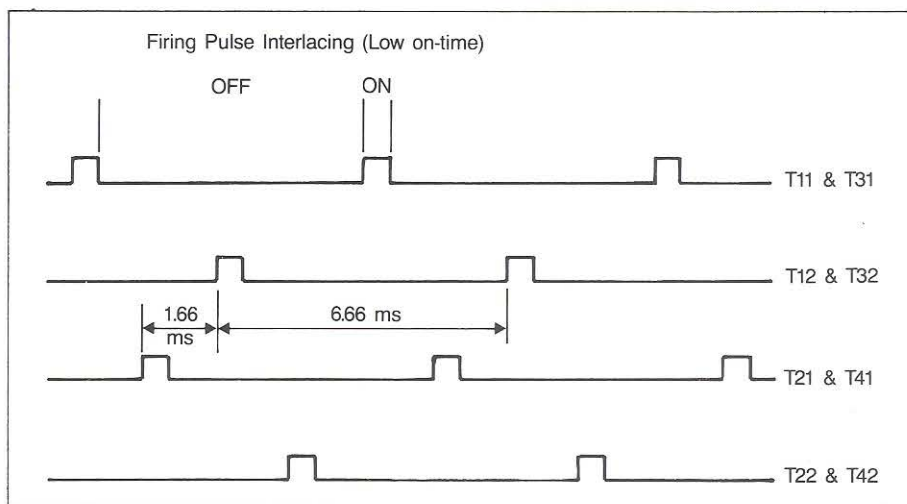 Firing Pulse Interlacing (Low on-time)
OFF
ON
T11 & T31
T12 & T32
1.66
ms
6.66 ms
T21 & T41
T22 & T42